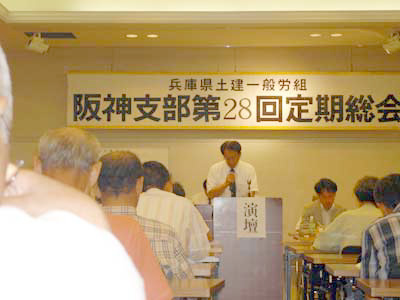 兵庫県土建一般労組
阪神支部第28回定期総会
演壇